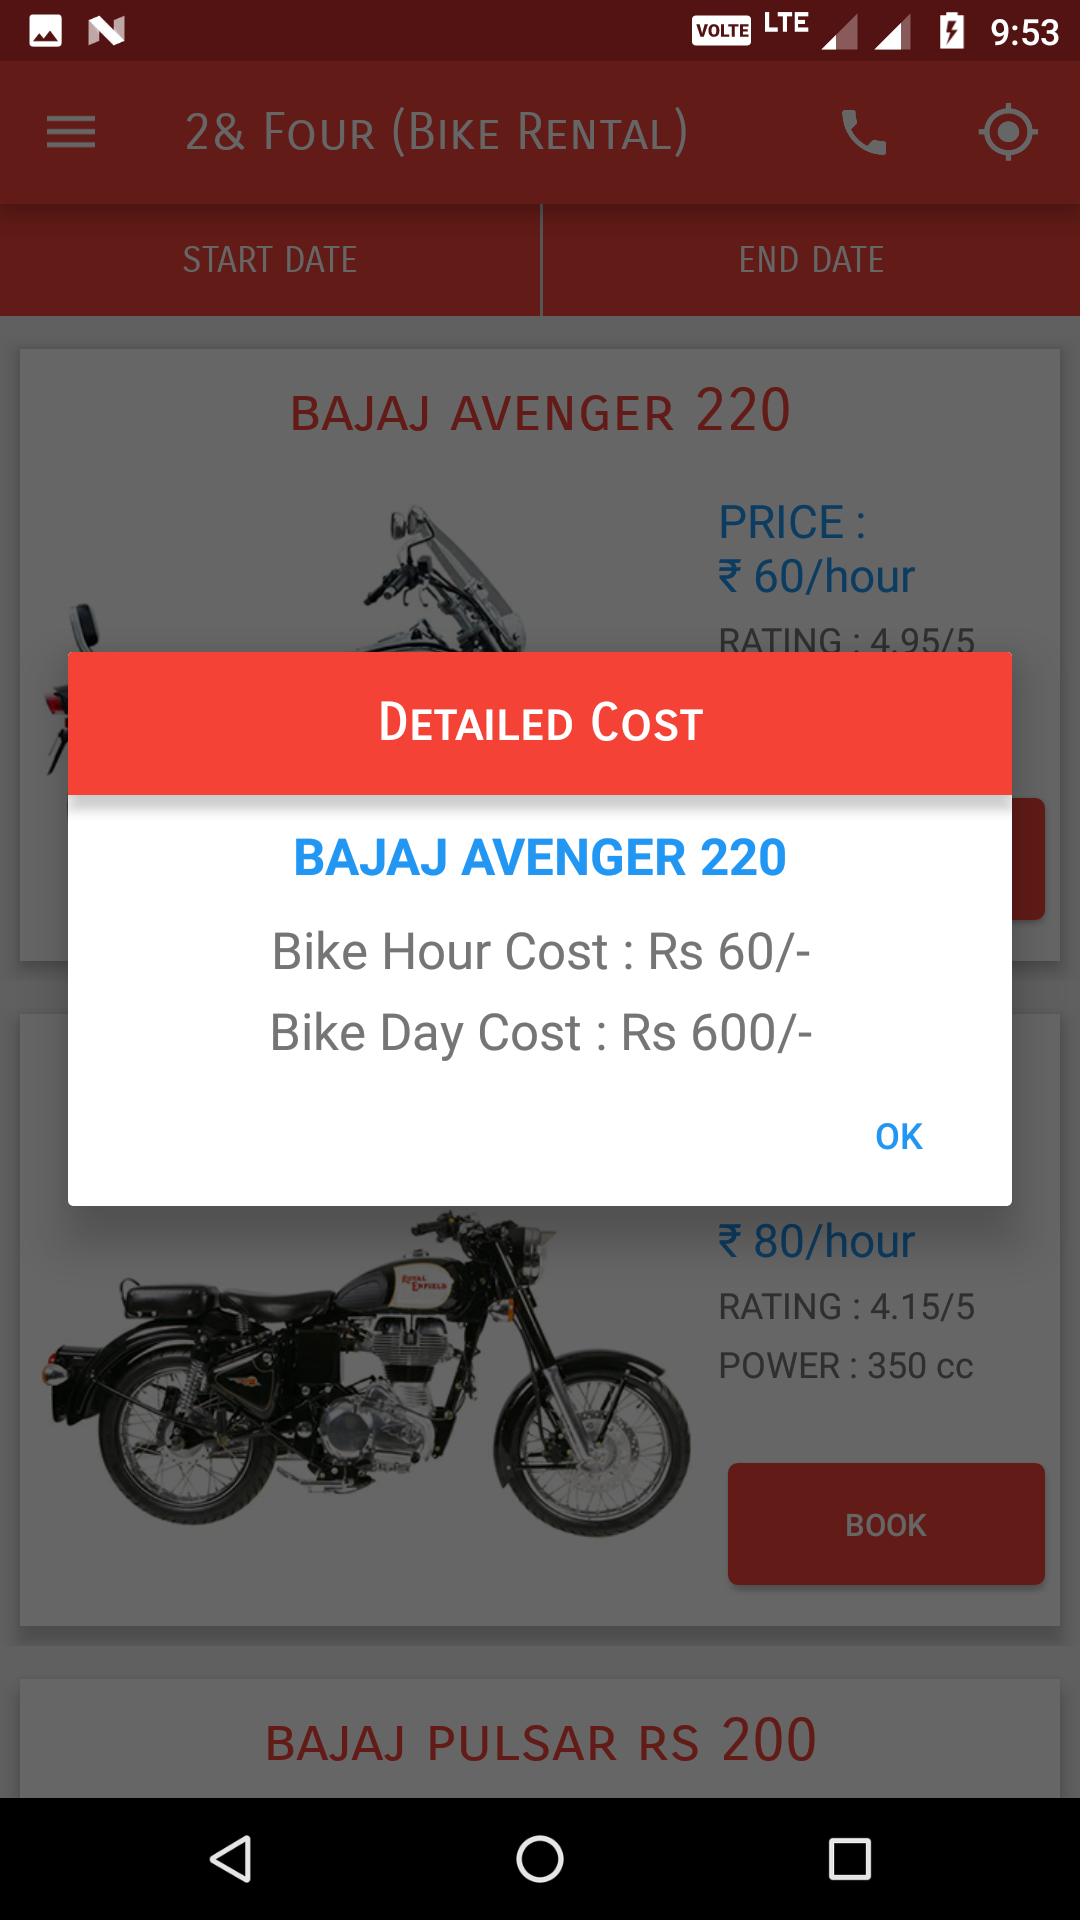 VOLTE LTE 9:53
2& Four (Bike Rental)
START DATE END DATE
BAJAJ AVENGER 220
PRICE :
₹ 60/hour
RATING : 4.95/5
Detailed Cost
BAJAJ AVENGER 220
Bike Hour Cost : Rs 60/-
Bike Day Cost : Rs 600/-
OK
₹ 80/hour
ROYAL ENFIELD
RATING : 4.15/5
POWER : 350 cc
BOOK
BAJAJ PULSAR RS 200